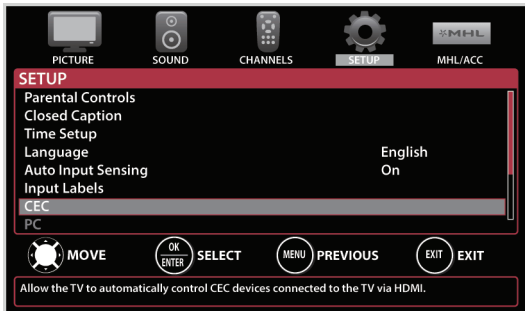 MHL
PICTURE SOUND CHANNELS SETUP MHL/ACC
SETUP
Parental Controls
Closed Caption
Time Setup
Language English
Auto Input Sensing On
Input Labels
CEC
PC
MOVE OK ENTER SELECT MENU PREVIOUS EXIT EXIT
Allow the TV to automatically control CEC devices connected to the TV via HDMI.